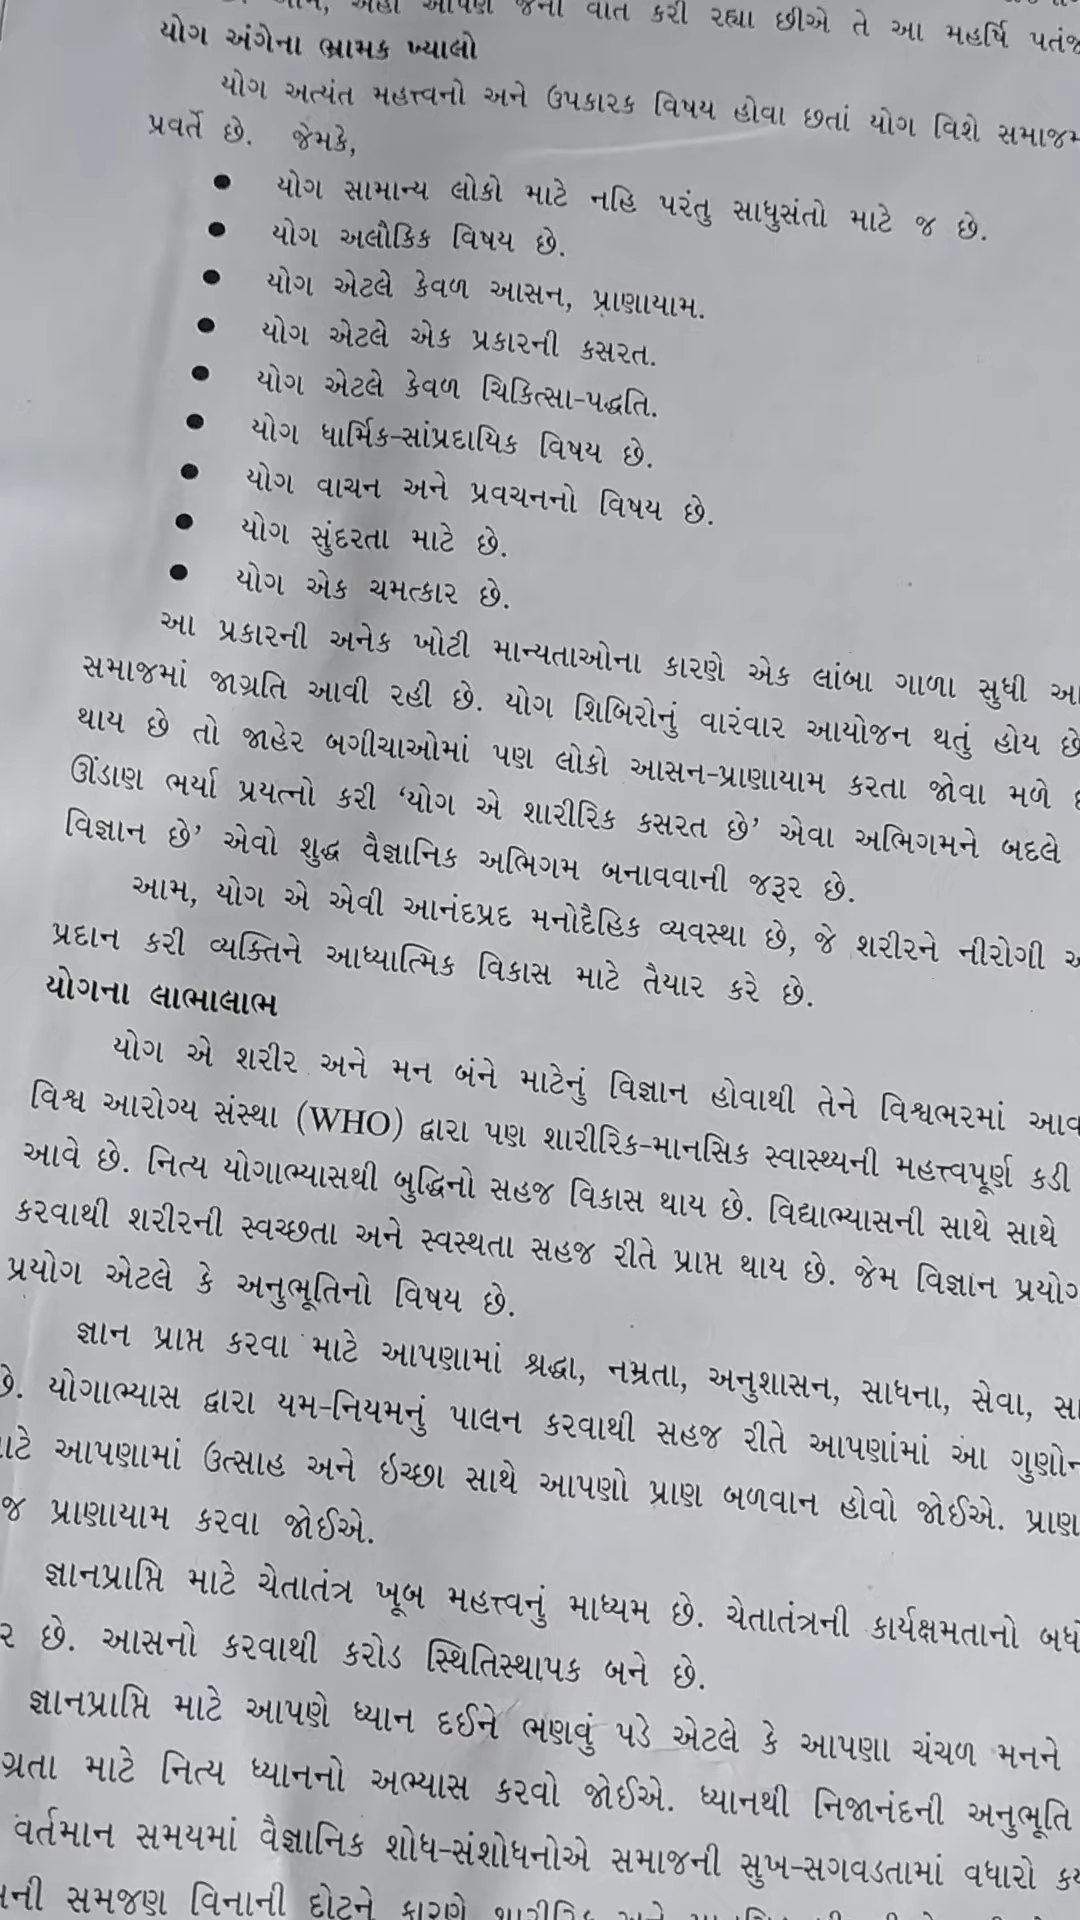 વાત કરી રહ્યા છીએ તે આ મહર્ષિ
યોગ અંગેના ભ્રામક ખ્યાલો
યોગ અત્યંત મહત્ત્વનો અને ઉપકારક વિષય હોવા છતાં યોગ વિશે
પ્રવર્તે છે. જેમકે,
• યોગ સામાન્ય લોકો માટે નહિ પરંતુ સાધુસંતો માટે જ છે.
• યોગ અલૌકિક વિષય છે.
• યોગ એટલે કેવળ આસન, પ્રાણાયામ.
• યોગ એટલે એક પ્રકારની કસરત.
• યોગ એટલે કેવળ ચિકિત્સા-પદ્ધતિ.
• યોગ ધાર્મિક-સાંપ્રદાયિક વિષય છે.
• યોગ વાચન અને પ્રવચનનો વિષય છે.
• યોગ સુંદરતા માટે છે.
• યોગ એક ચમત્કાર છે.
આ પ્રકારની અનેક ખોટી માન્યતાઓના કારણે એક લાંબા ગાળા સુધી
સમાજમાં જાગ્રતિ આવી રહી છે. યોગ શિબિરોનું વારંવાર આયોજન થતું હોય છે
થાય છે તો જાહેર બગીચાઓમાં પણ લોકો આસન-પ્રાણાયામ કરતા જોવા મળે
ઊંડાણ ભર્યા પ્રયત્નો કરી ‘યોગ એ શારીરિક કસરત છે’ એવા અભિગમને બદલે
વિજ્ઞાન છે’ એવો શુદ્ધ વૈજ્ઞાનિક અભિગમ બનાવવાની જરૂર છે.
આમ, યોગ એ એવી આનંદપ્રદ મનોદૈહિક વ્યવસ્થા છે, જે શરીરને નીરોગી
પ્રદાન કરી વ્યક્તિને આધ્યાત્મિક વિકાસ માટે તૈયાર કરે છે.
યોગના લાભાલાભ
યોગ એ શરીર અને મન બંને માટેનું વિજ્ઞાન હોવાથી તેને વિશ્વભરમાં
વિશ્વ આરોગ્ય સંસ્થા (WHO) દ્વારા પણ શારીરિક-માનસિક સ્વાસ્થ્યની મહત્ત્વપૂર્ણ કડી
આવે છે. નિત્ય યોગાભ્યાસથી બુદ્ધિનો સહજ વિકાસ થાય છે. વિદ્યાભ્યાસની સાથે સાથે
કરવાથી શરીરની સ્વચ્છતા અને સ્વસ્થતા સહજ રીતે પ્રાપ્ત થાય છે. જેમ વિજ્ઞાન
પ્રયોગ એટલે કે અનુભૂતિનો વિષય છે.
જ્ઞાન પ્રાપ્ત કરવા માટે આપણામાં શ્રદ્ધા, નમ્રતા, અનુશાસન, સાધના, સેવા,
છે. યોગાભ્યાસ દ્વારા યમ-નિયમનું પાલન કરવાથી સહજ રીતે આપણાંમાં આ
આપણામાં ઉત્સાહ અને ઇચ્છા સાથે આપણો પ્રાણ બળવાન હોવો જોઈએ. પ્રાણ
જ પ્રાણાયામ કરવા જોઈએ.
જ્ઞાનપ્રાપ્તિ માટે ચેતાતંત્ર ખૂબ મહત્ત્વનું માધ્યમ છે. ચેતાતંત્રની કાર્યક્ષમતાનો
છે. આસનો કરવાથી કરોડ સ્થિતિસ્થાપક બને છે.
જ્ઞાનપ્રાપ્તિ માટે આપણે ધ્યાન દઈને ભણવું પડે એટલે કે આપણા ચંચળ મનને
માટે નિત્ય ધ્યાનનો અભ્યાસ કરવો જોઈએ. ધ્યાનથી નિજાનંદની અનુભૂતિ
વર્તમાન સમયમાં વૈજ્ઞાનિક શોધ-સંશોધનોએ સમાજની સુખ-સગવડતામાં વધારો
સમજણ વિનાની દોટને કારણે